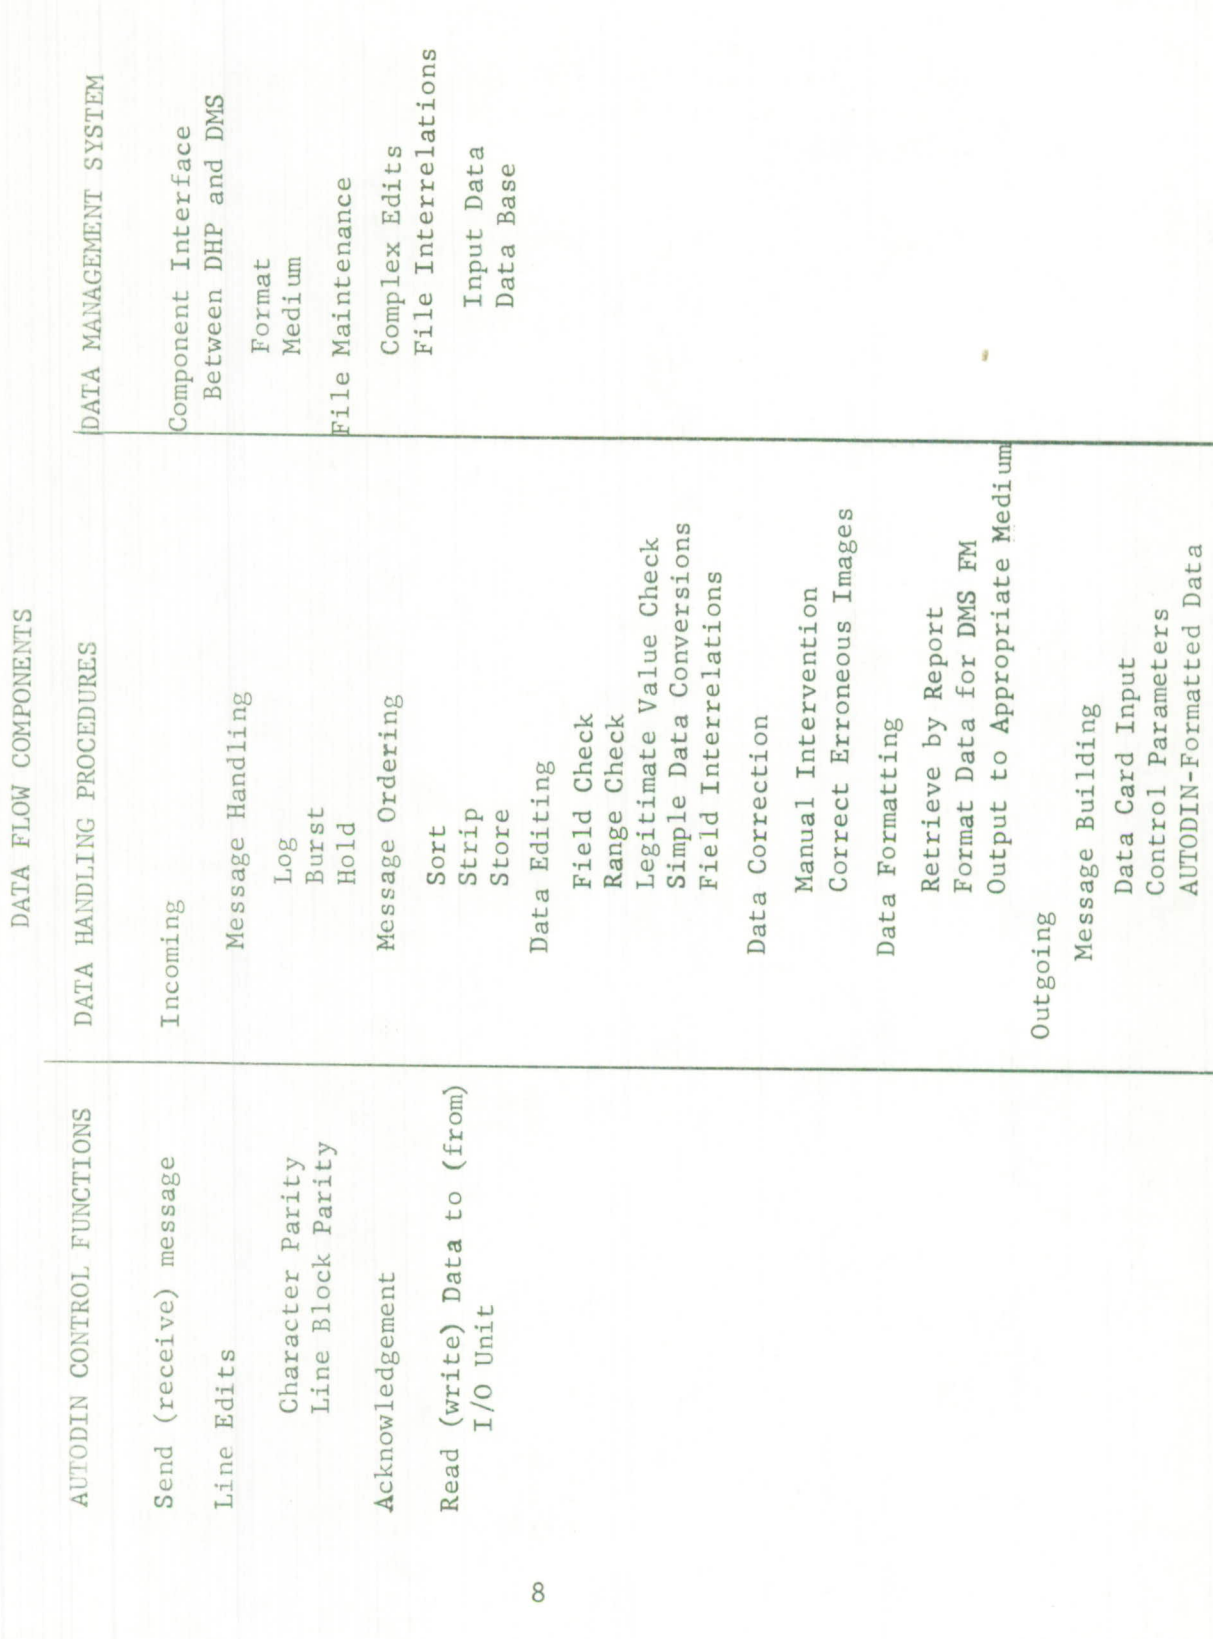 DATA FLOW COMPONENTS
AUTODIN CONTROL FUNCTIONS
Send (receive) message
Line Edits
Character Parity
Line Block Parity
Acknowledgement
Read (write) Data to (from)
I/O Unit
DATA HANDLING PROCEDURES
Incoming
Message Handling
Log
Burst
Hold
Message Ordering
Sort
Strip
Store
Data Editing
Field Check
Range Check
Legitimate Value Check
Simple Data Conversions
Field Interrelations
Data Correction
Manual Intervention
Correct Erroneous Images
Data Formatting
Retrieve by Report
Format Data for DMS FM
Output to Appropriate Medium
Outgoing
Message Building
Data Card Input
Control Parameters
AUTODIN-Formatted Data
DATA MANAGEMENT SYSTEM
Component Interface
Between DHP and DMS
Format
Medium
File Maintenance
Complex Edits
File Interrelations
Input Data
Data Base
8